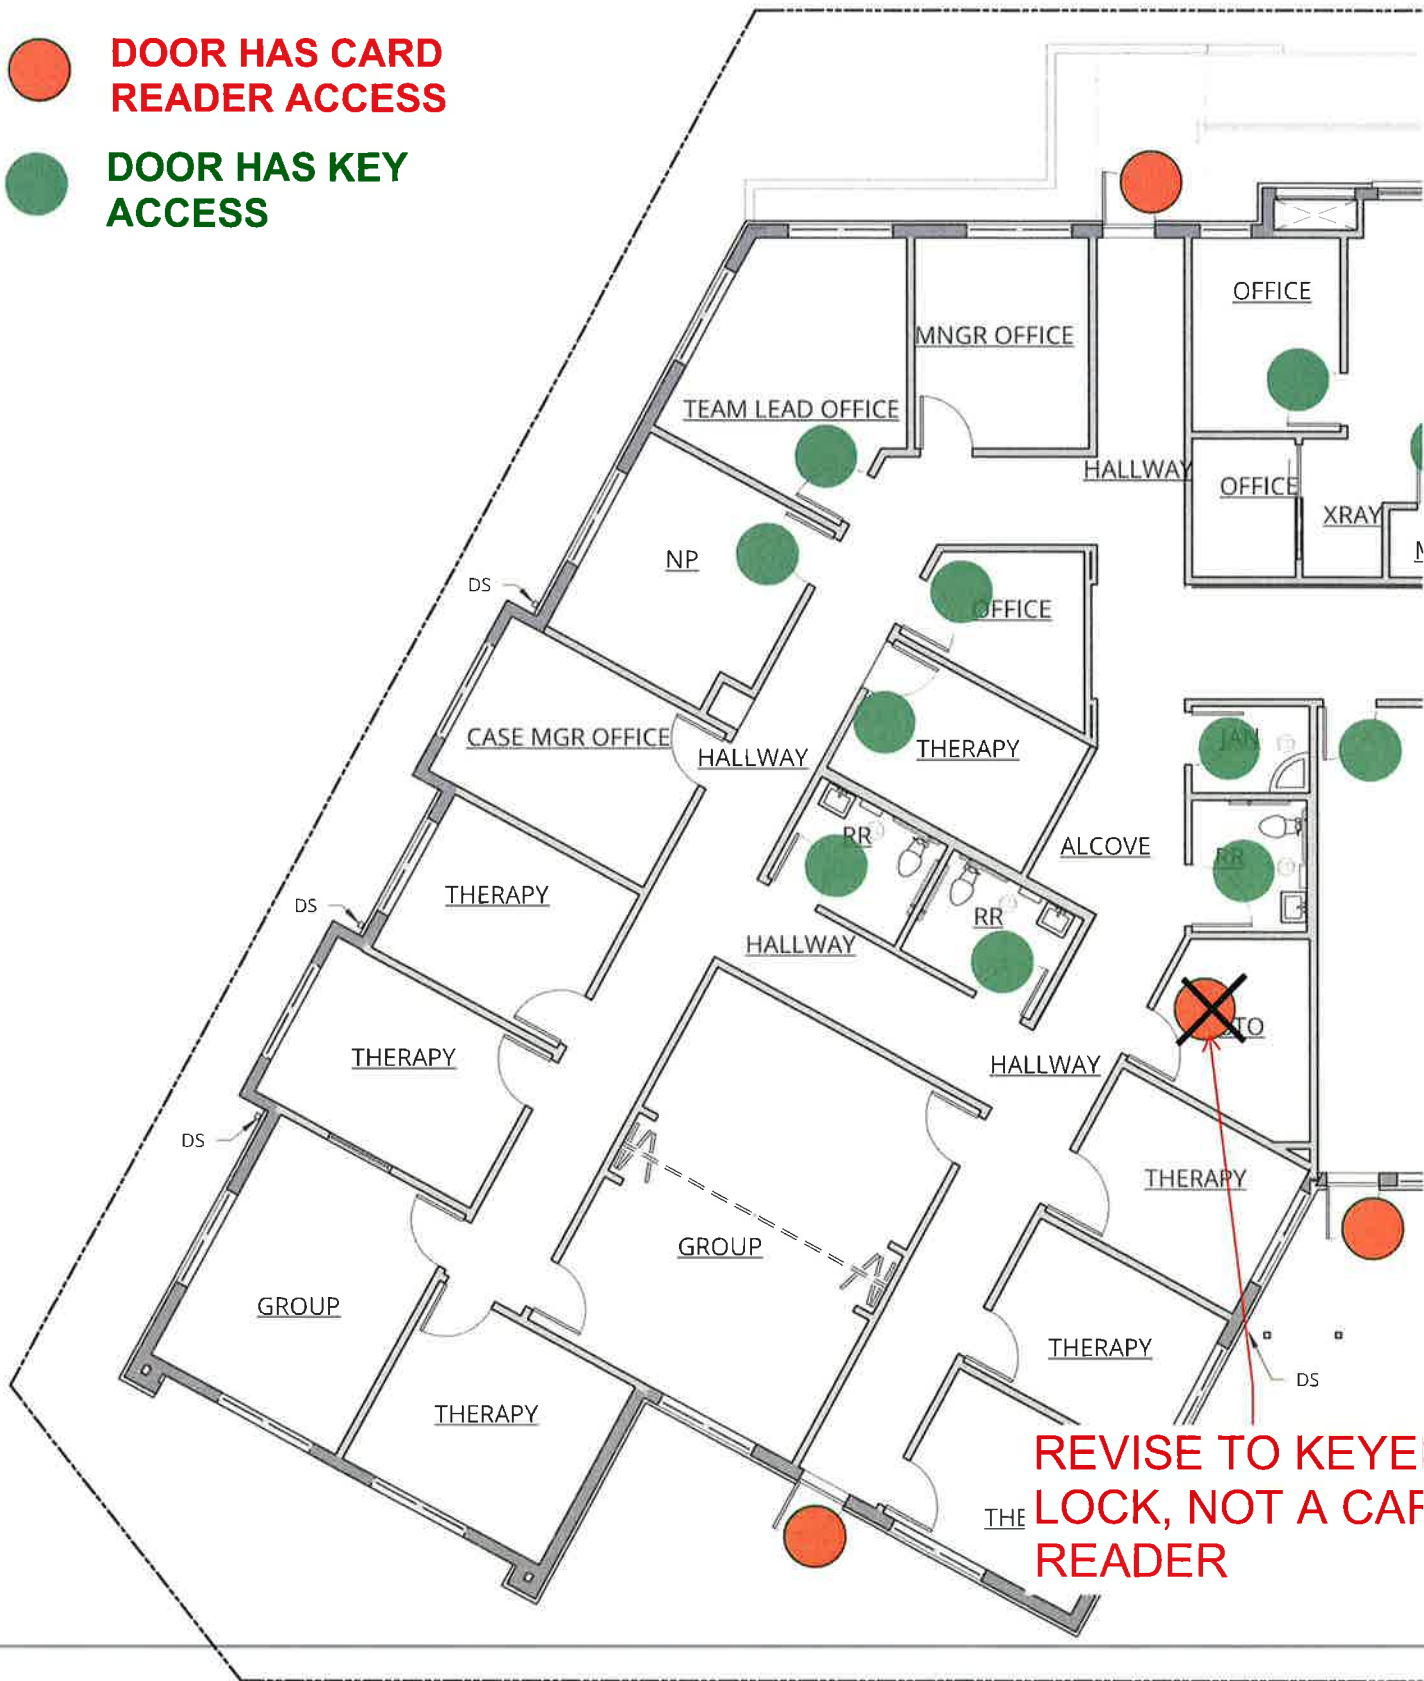 DOOR HAS CARD
READER ACCESS
DOOR HAS KEY
ACCESS
OFFICE
MNGR OFFICE
TEAM LEAD OFFICE
HALLWAY
OFFICE
XRAY
NP
DS
OFFICE
CASE MGR OFFICE
HALLWAY
THERAPY
JAN
RR
ALCOVE
RR
THERAPY
DS
RR
HALLWAY
TO
THERAPY
HALLWAY
DS
THERAPY
GROUP
GROUP
THERAPY
DS
THERAPY
REVISE TO KEYE
LOCK, NOT A CAR
THE
READER